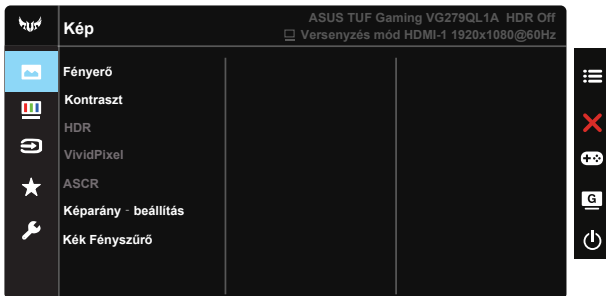 Kép
ASUS TUF Gaming VG279QL1A HDR Off
Versenyzés mód HDMI-1 1920x1080@60Hz
Fényerő
Kontraszt
HDR
VividPixel
ASCR
Képarány - beállítás
Kék Fényszűrő
G